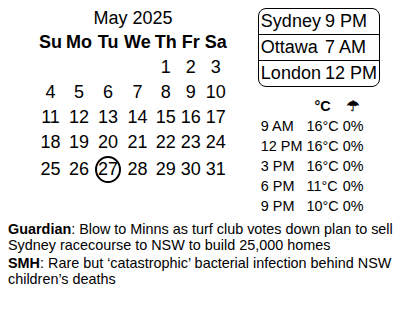 May 2025
Su Mo Tu We Th Fr Sa
1 2 3
4 5 6 7 8 9 10
11 12 13 14 15 16 17
18 19 20 21 22 23 24
25 26 27 28 29 30 31
Sydney 9 PM
Ottawa 7 AM
London 12 PM
°C ☂
9 AM 16°C 0%
12 PM 16°C 0%
3 PM 16°C 0%
6 PM 11°C 0%
9 PM 10°C 0%
Guardian: Blow to Minns as turf club votes down plan to sell
Sydney racecourse to NSW to build 25,000 homes
SMH: Rare but ‘catastrophic’ bacterial infection behind NSW
children’s deaths